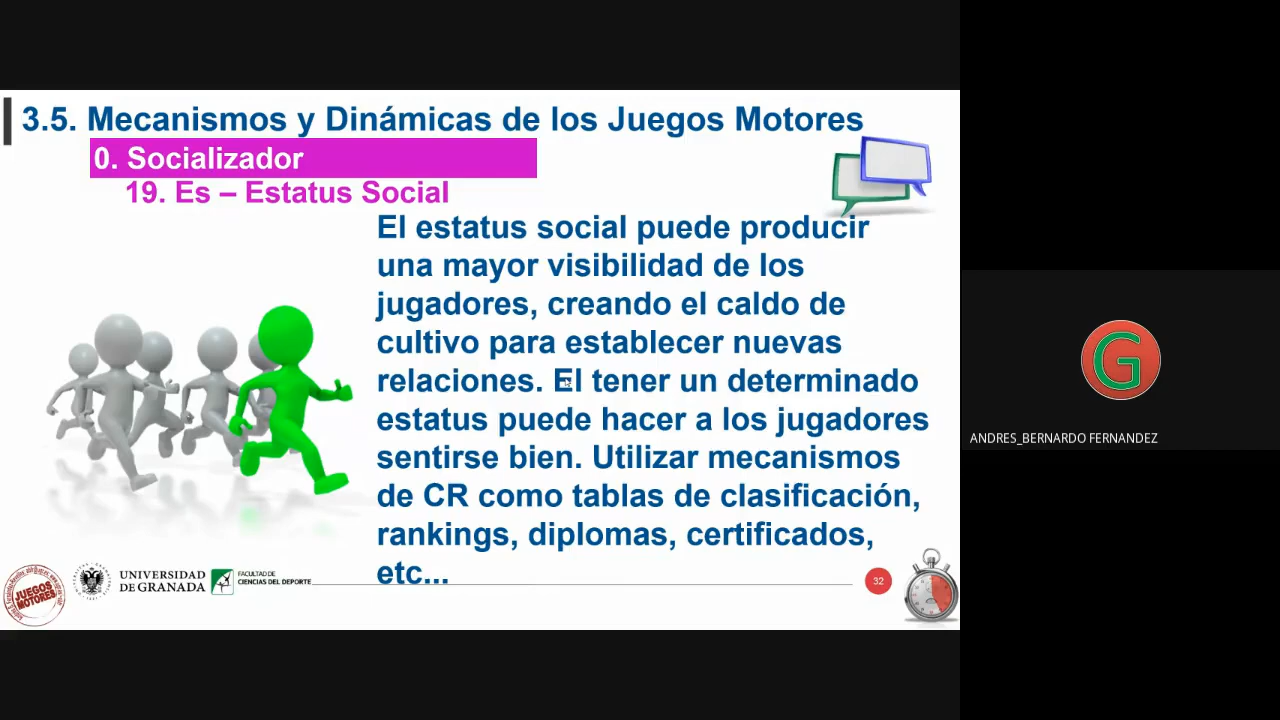 3.5. Mecanismos y Dinámicas de los Juegos Motores
0. Socializador
19. Es – Estatus Social
El estatus social puede producir
una mayor visibilidad de los
jugadores, creando el caldo de
cultivo para establecer nuevas
relaciones. El tener un determinado
estatus puede hacer a los jugadores
sentirse bien. Utilizar mecanismos
de CR como tablas de clasificación,
rankings, diplomas, certificados,
etc...
JUEGOS
MOTORES
UNIVERSIDAD
DE GRANADA
FACULTAD DE
CIENCIAS DEL DEPORTE
32
G
ANDRES_BERNARDO FERNANDEZ